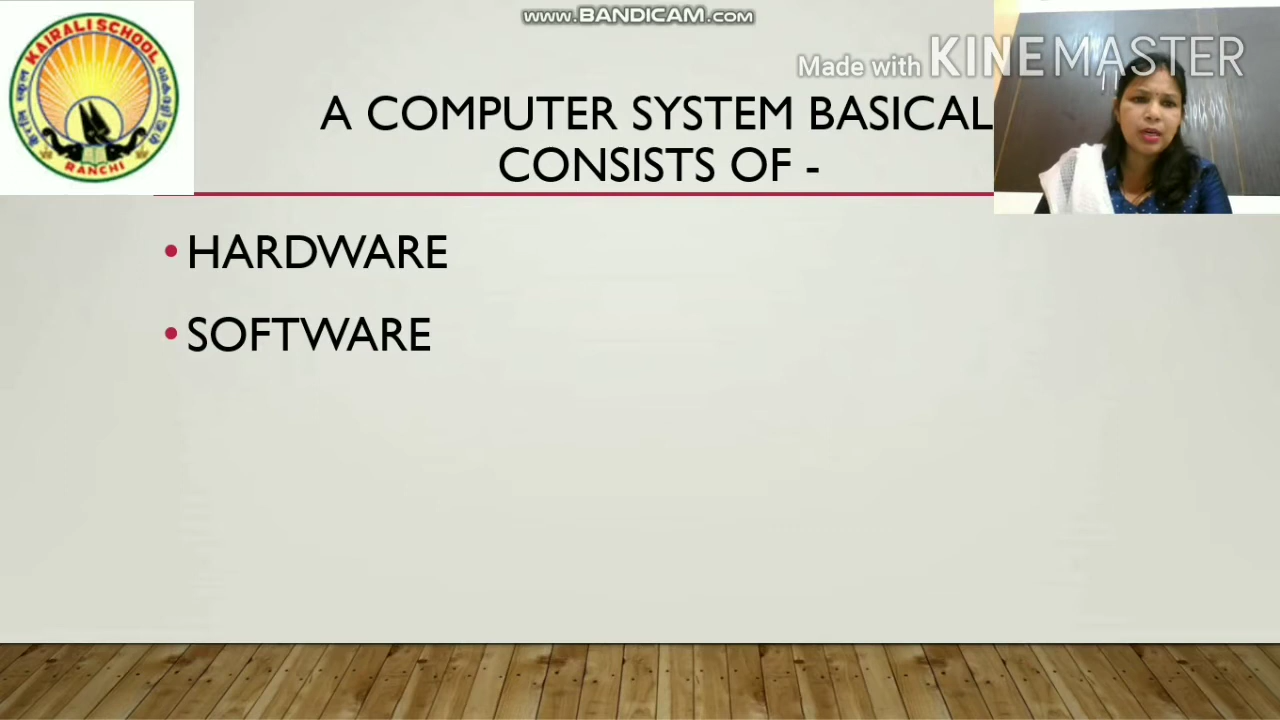 WWW.BANDICAM.COM
Made with KINEMASTER
KAIRALI SCHOOL
RANCHI
A COMPUTER SYSTEM BASICAL
CONSISTS OF -
• HARDWARE
• SOFTWARE